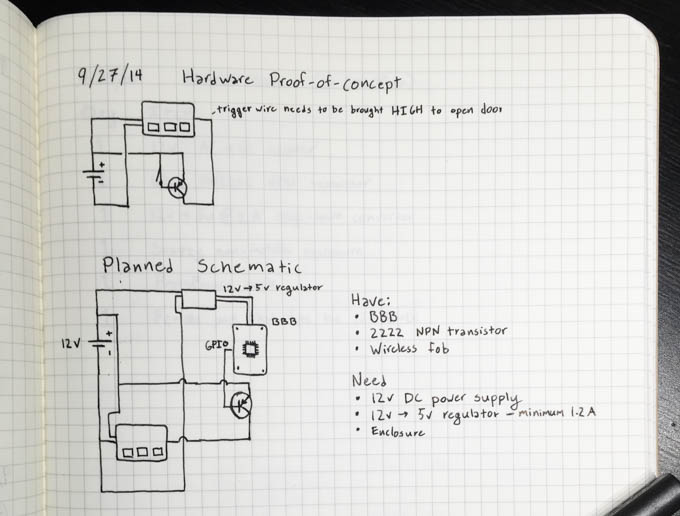 9/27/14 Hardware Proof-of-concept
trigger wire needs to be brought HIGH to open door
+
-
Planned Schematic
12v → 5v regulator
BBB
GPIO
12V
+
-
Have:
• BBB
• 2222 NPN transistor
• Wireless fob
Need
• 12v DC power supply
• 12v → 5v regulator - minimum 1.2A
• Enclosure